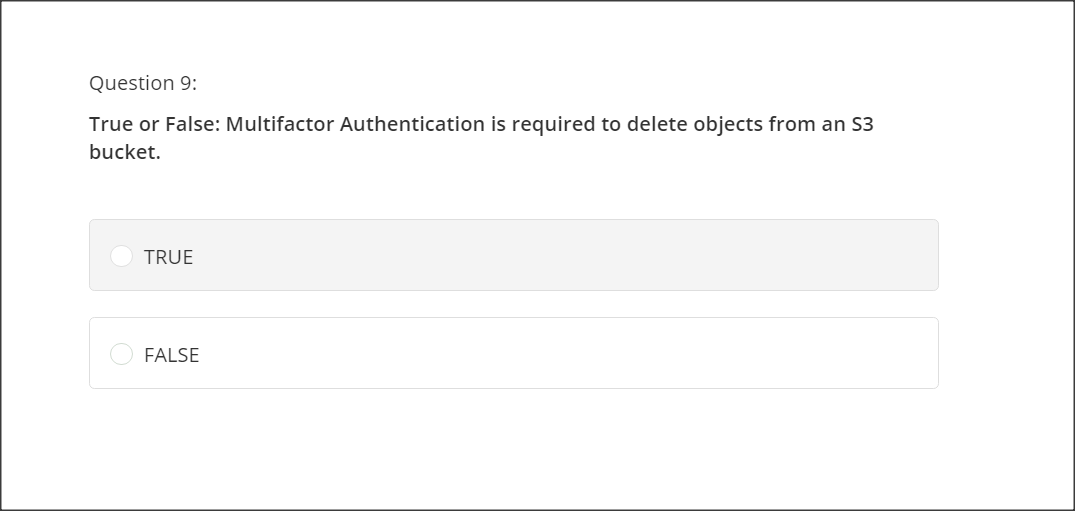 Question 9:
True or False: Multifactor Authentication is required to delete objects from an S3
bucket.
TRUE
FALSE